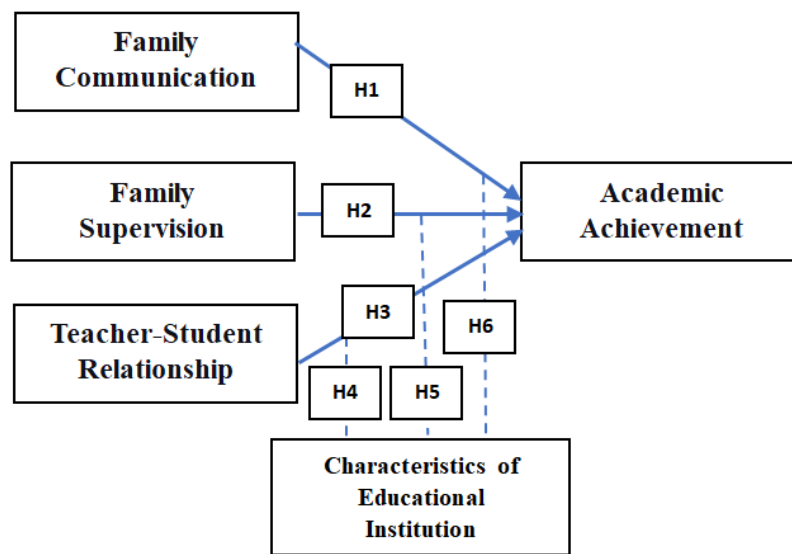 Family
Communication
H1
Family
Supervision
H2
Academic
Achievement
Teacher-Student
Relationship
H3
H6
H4
H5
Characteristics of
Educational
Institution